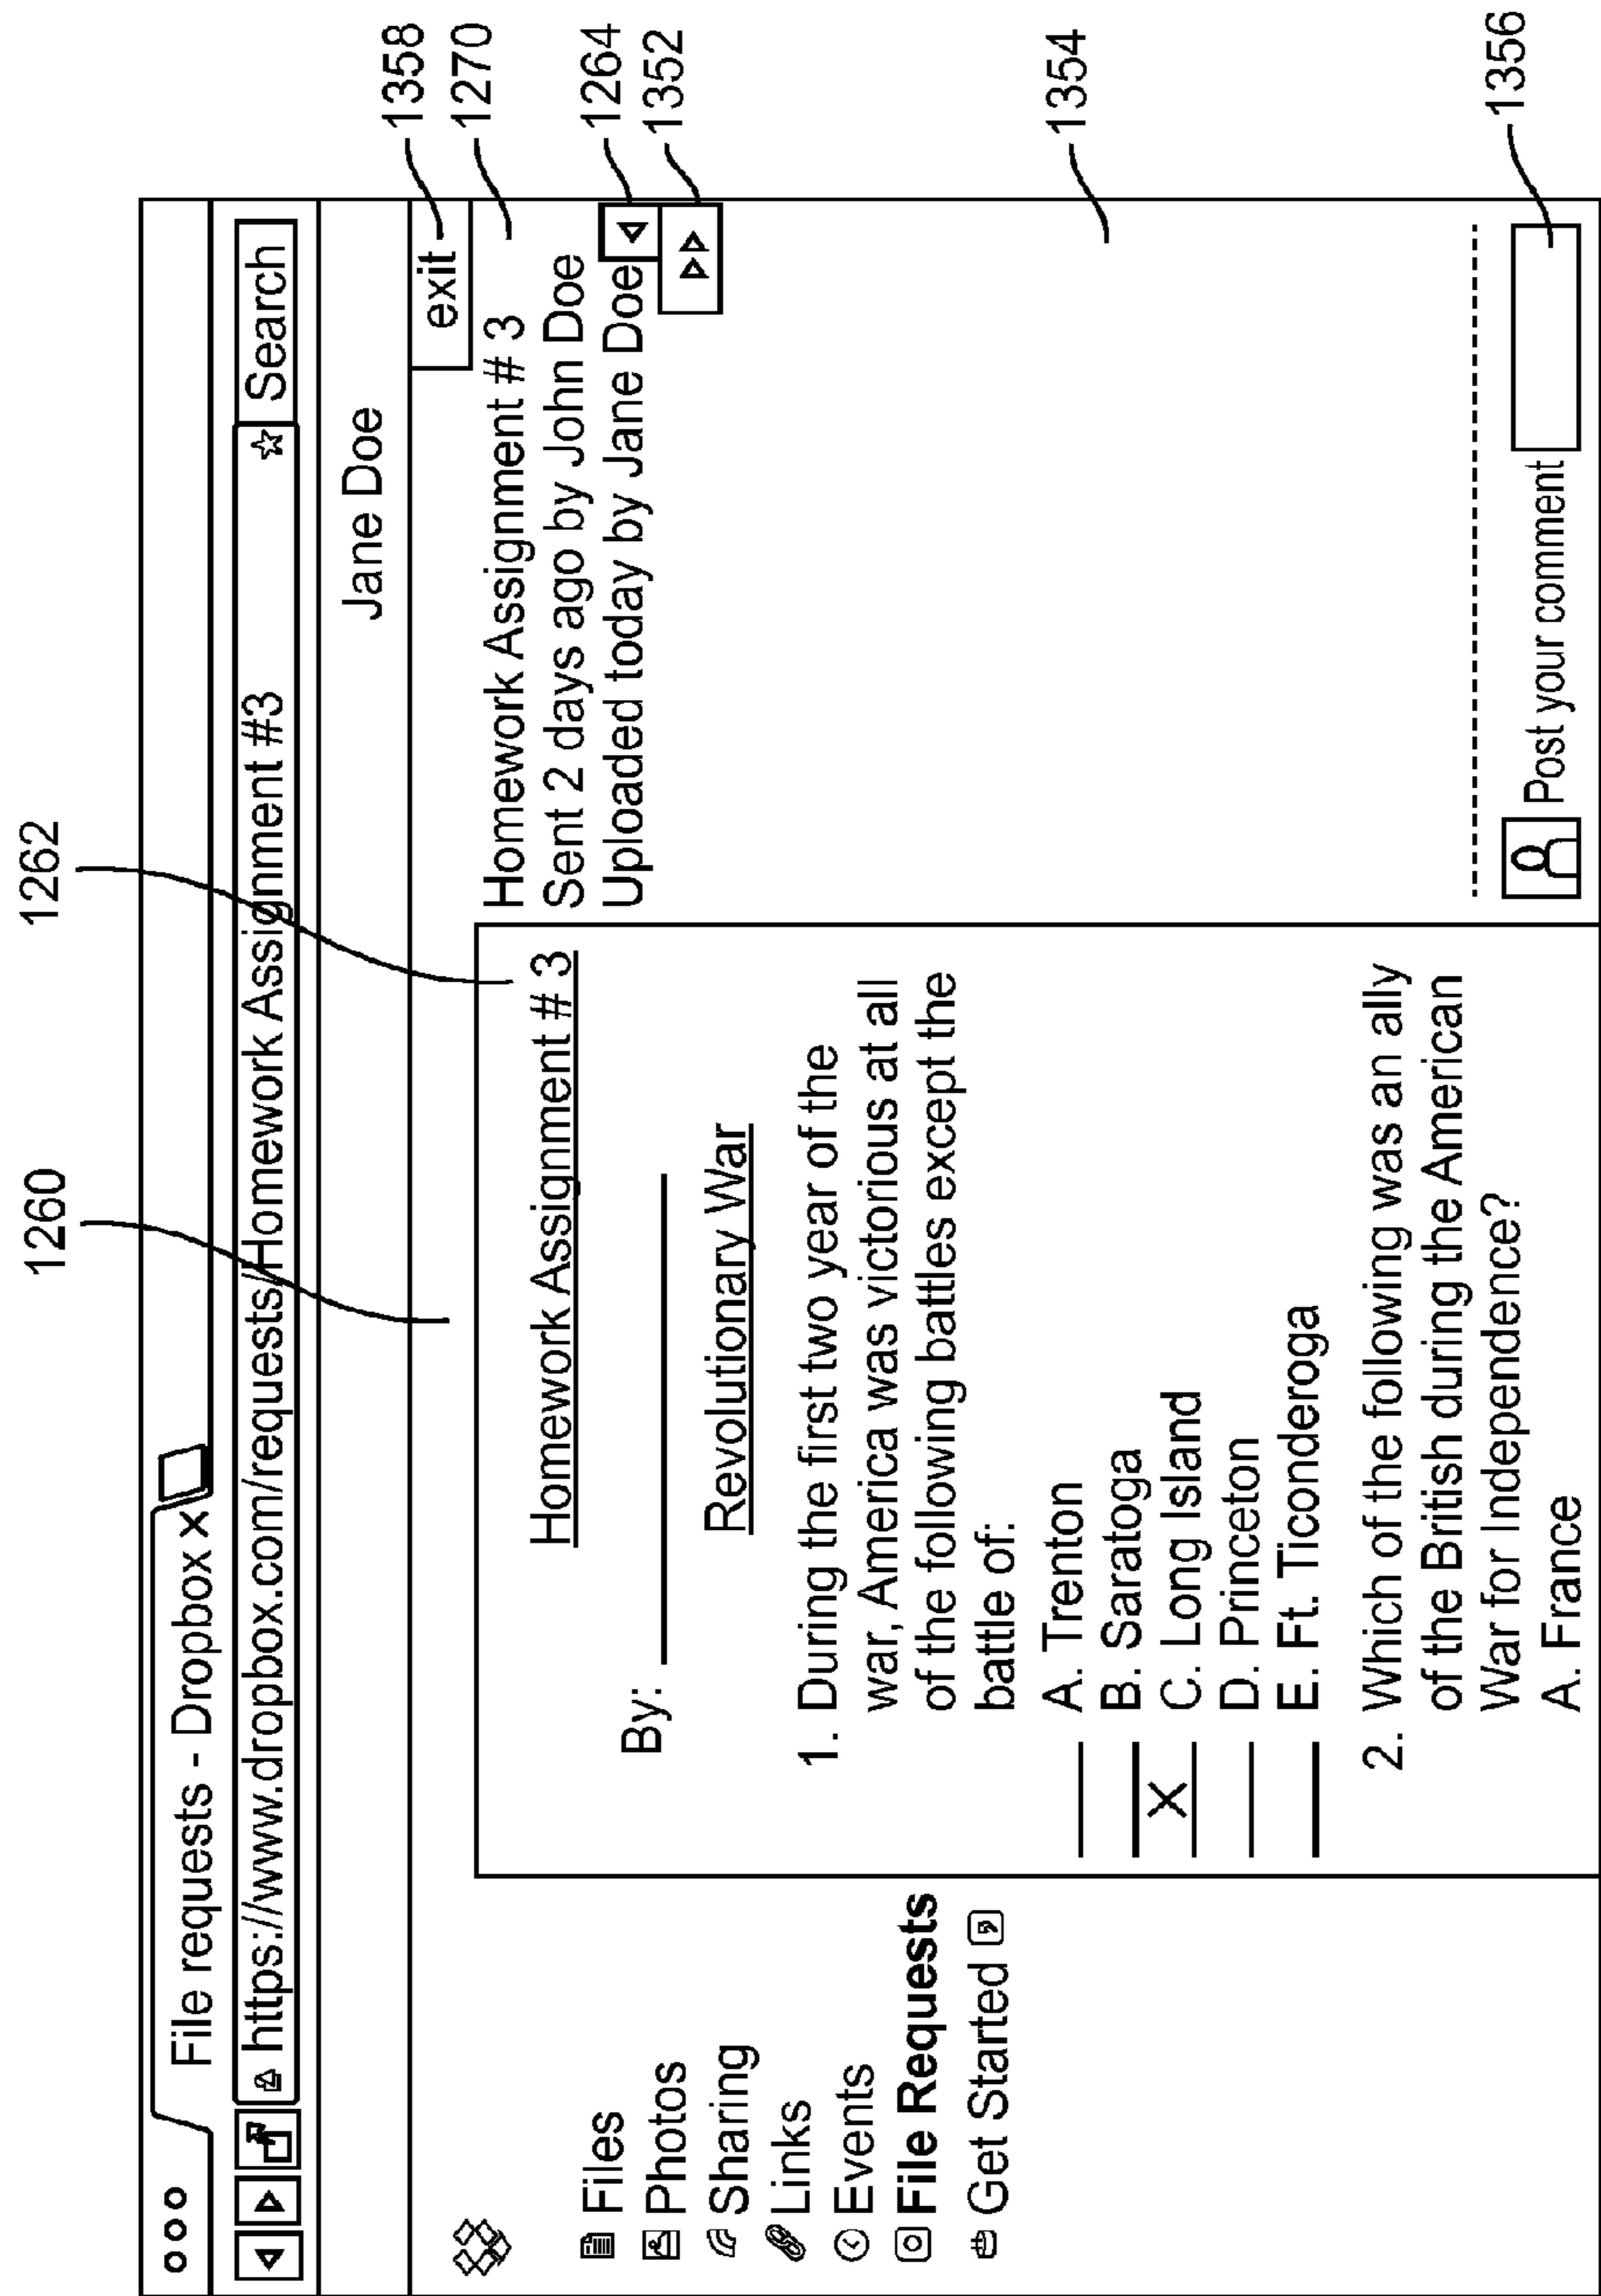 1260
1262
File requests - Dropbox x
https://www.dropbox.com/requests/Homework Assignment #3
Search
Jane Doe
exit
1358
Files
Photos
Sharing
Links
Events
File Requests
Get Started
Homework Assignment # 3
By:
Revolutionary War
1. During the first two year of the
war, America was victorious at all
of the following battles except the
battle of:
A. Trenton
B. Saratoga
X C. Long Island
D. Princeton
E. Ft. Ticonderoga
2. Which of the following was an ally
of the British during the American
War for Independence?
A. France
Homework Assignment # 3
1270
Sent 2 days ago by John Doe
Uploaded today by Jane Doe
1264
1352
1354
Post your comment
1356